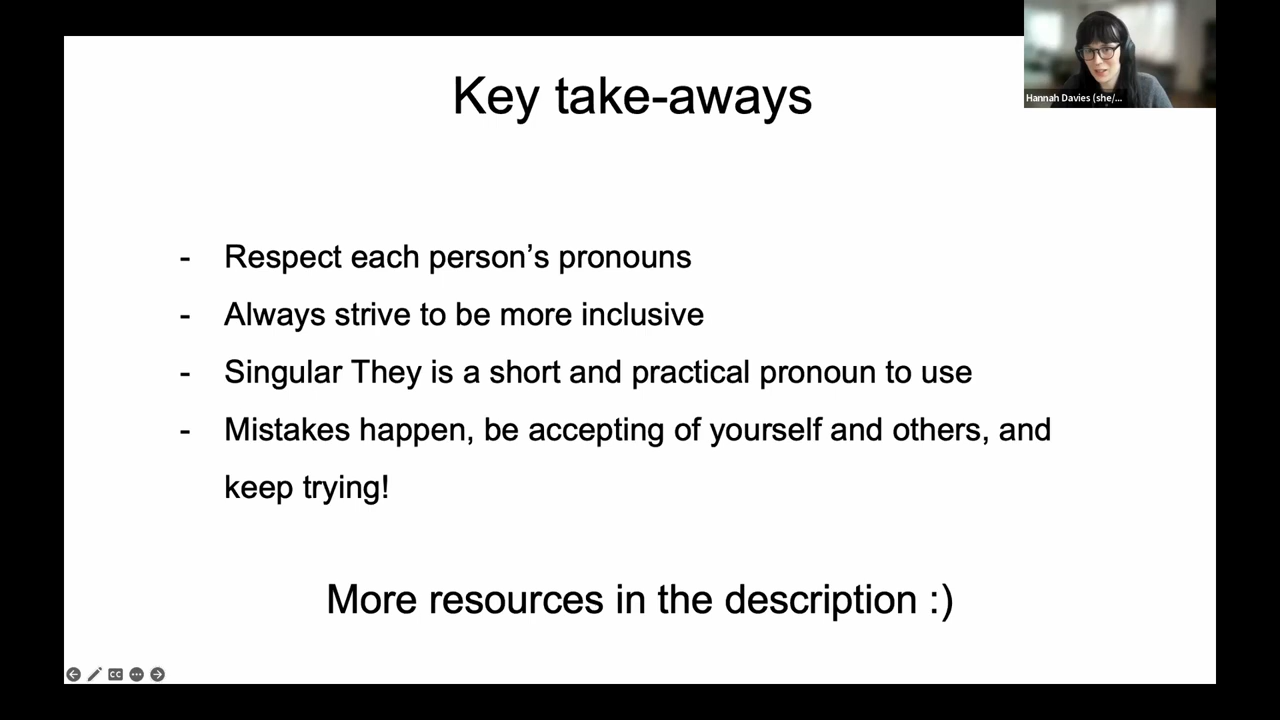 Key take-aways
Hannah Davies (she/...
- Respect each person’s pronouns
- Always strive to be more inclusive
- Singular They is a short and practical pronoun to use
- Mistakes happen, be accepting of yourself and others, and
keep trying!
More resources in the description :)
CC